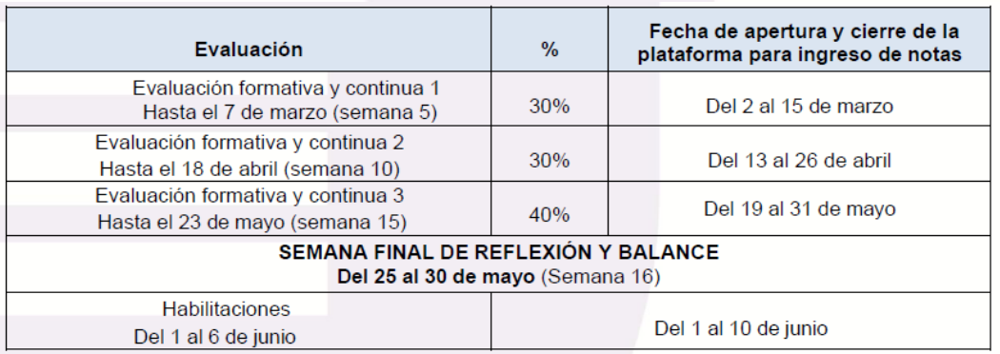 Evaluación
%
Fecha de apertura y cierre de la
plataforma para ingreso de notas
Evaluación formativa y continua 1
Hasta el 7 de marzo (semana 5)
30%
Del 2 al 15 de marzo
Evaluación formativa y continua 2
Hasta el 18 de abril (semana 10)
30%
Del 13 al 26 de abril
Evaluación formativa y continua 3
Hasta el 23 de mayo (semana 15)
40%
Del 19 al 31 de mayo
SEMANA FINAL DE REFLEXIÓN Y BALANCE
Del 25 al 30 de mayo (Semana 16)
Habilitaciones
Del 1 al 6 de junio
Del 1 al 10 de junio